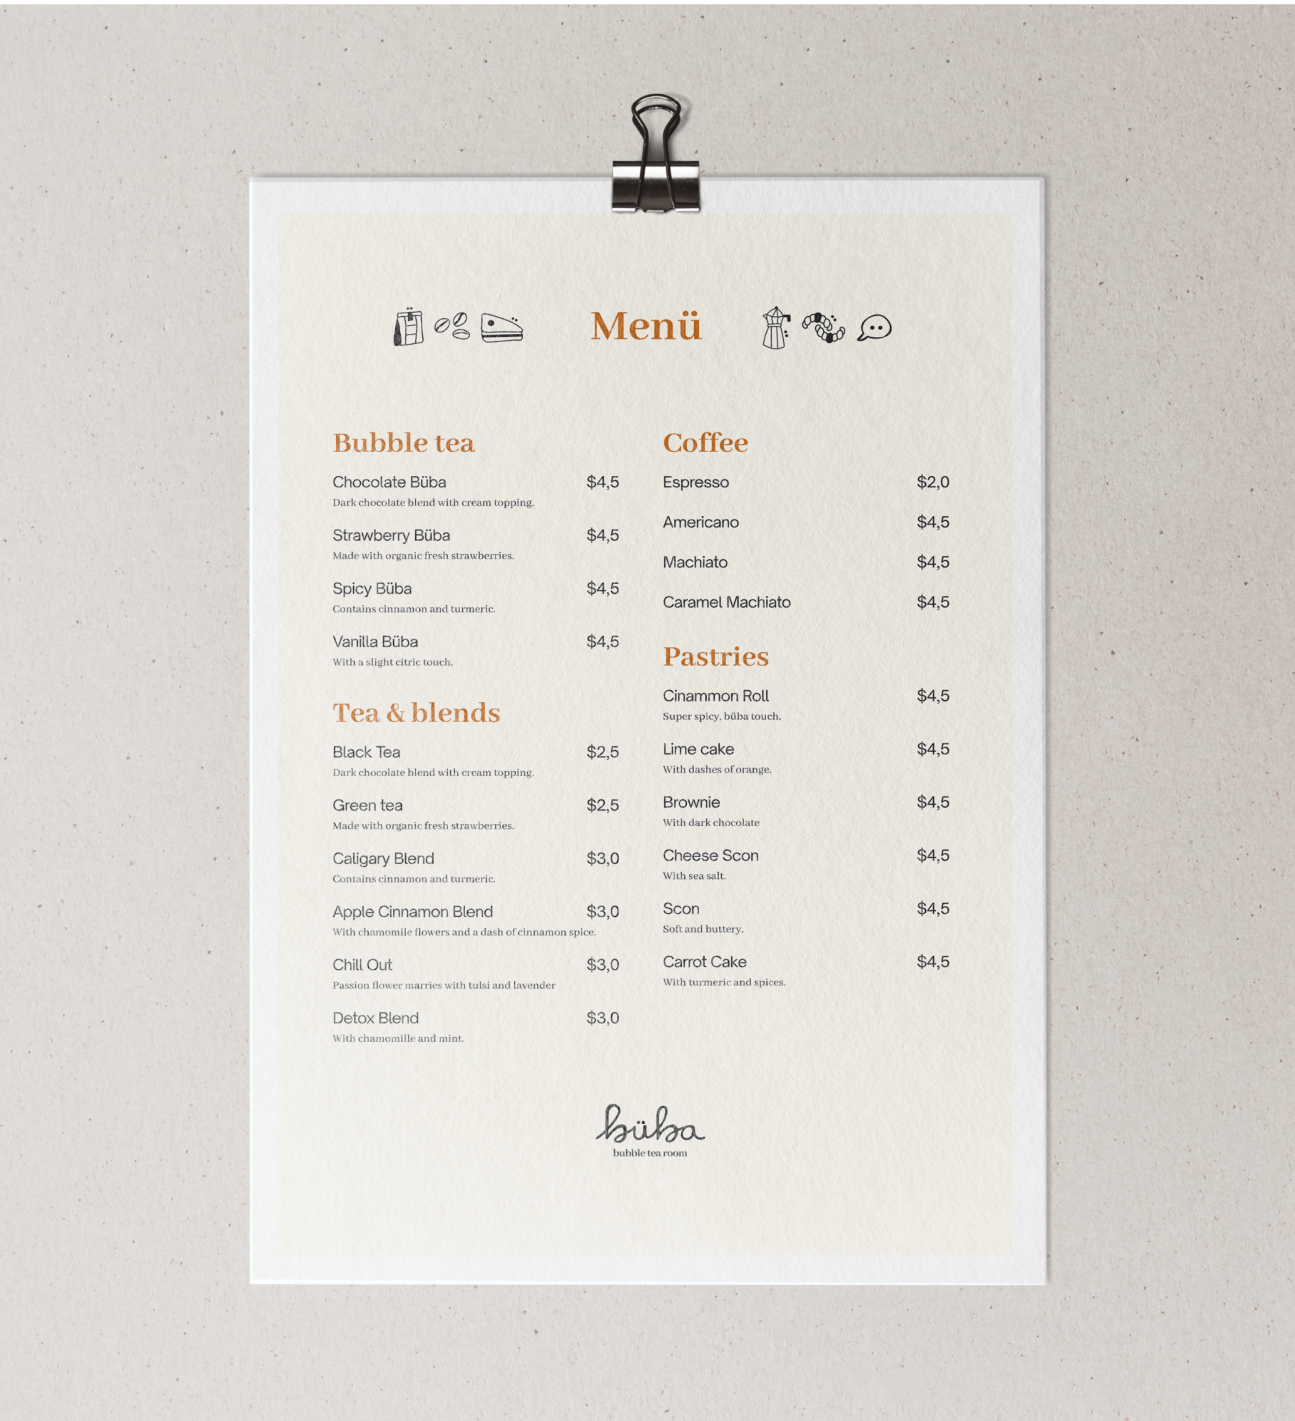 Menü
Bubble tea
Chocolate Büba $4,5
Dark chocolate blend with cream topping.
Strawberry Büba $4,5
Made with organic fresh strawberries.
Spicy Büba $4,5
Contains cinnamon and turmeric.
Vanilla Büba $4,5
With a slight citric touch.
Tea & blends
Black Tea $2,5
Dark chocolate blend with cream topping.
Green tea $2,5
Made with organic fresh strawberries.
Caligary Blend $3,0
Contains cinnamon and turmeric.
Apple Cinnamon Blend $3,0
With chamomile flowers and a dash of cinnamon spice.
Chill Out $3,0
Passion flower marries with tulsi and lavender
Detox Blend $3,0
With chamomille and mint.
Coffee
Espresso $2,0
Americano $4,5
Machiato $4,5
Caramel Machiato $4,5
Pastries
Cinammon Roll $4,5
Super spicy, büba touch.
Lime cake $4,5
With dashes of orange.
Brownie $4,5
With dark chocolate
Cheese Scon $4,5
With sea salt.
Scon $4,5
Soft and buttery.
Carrot Cake $4,5
With turmeric and spices.
büba
bubble tea room